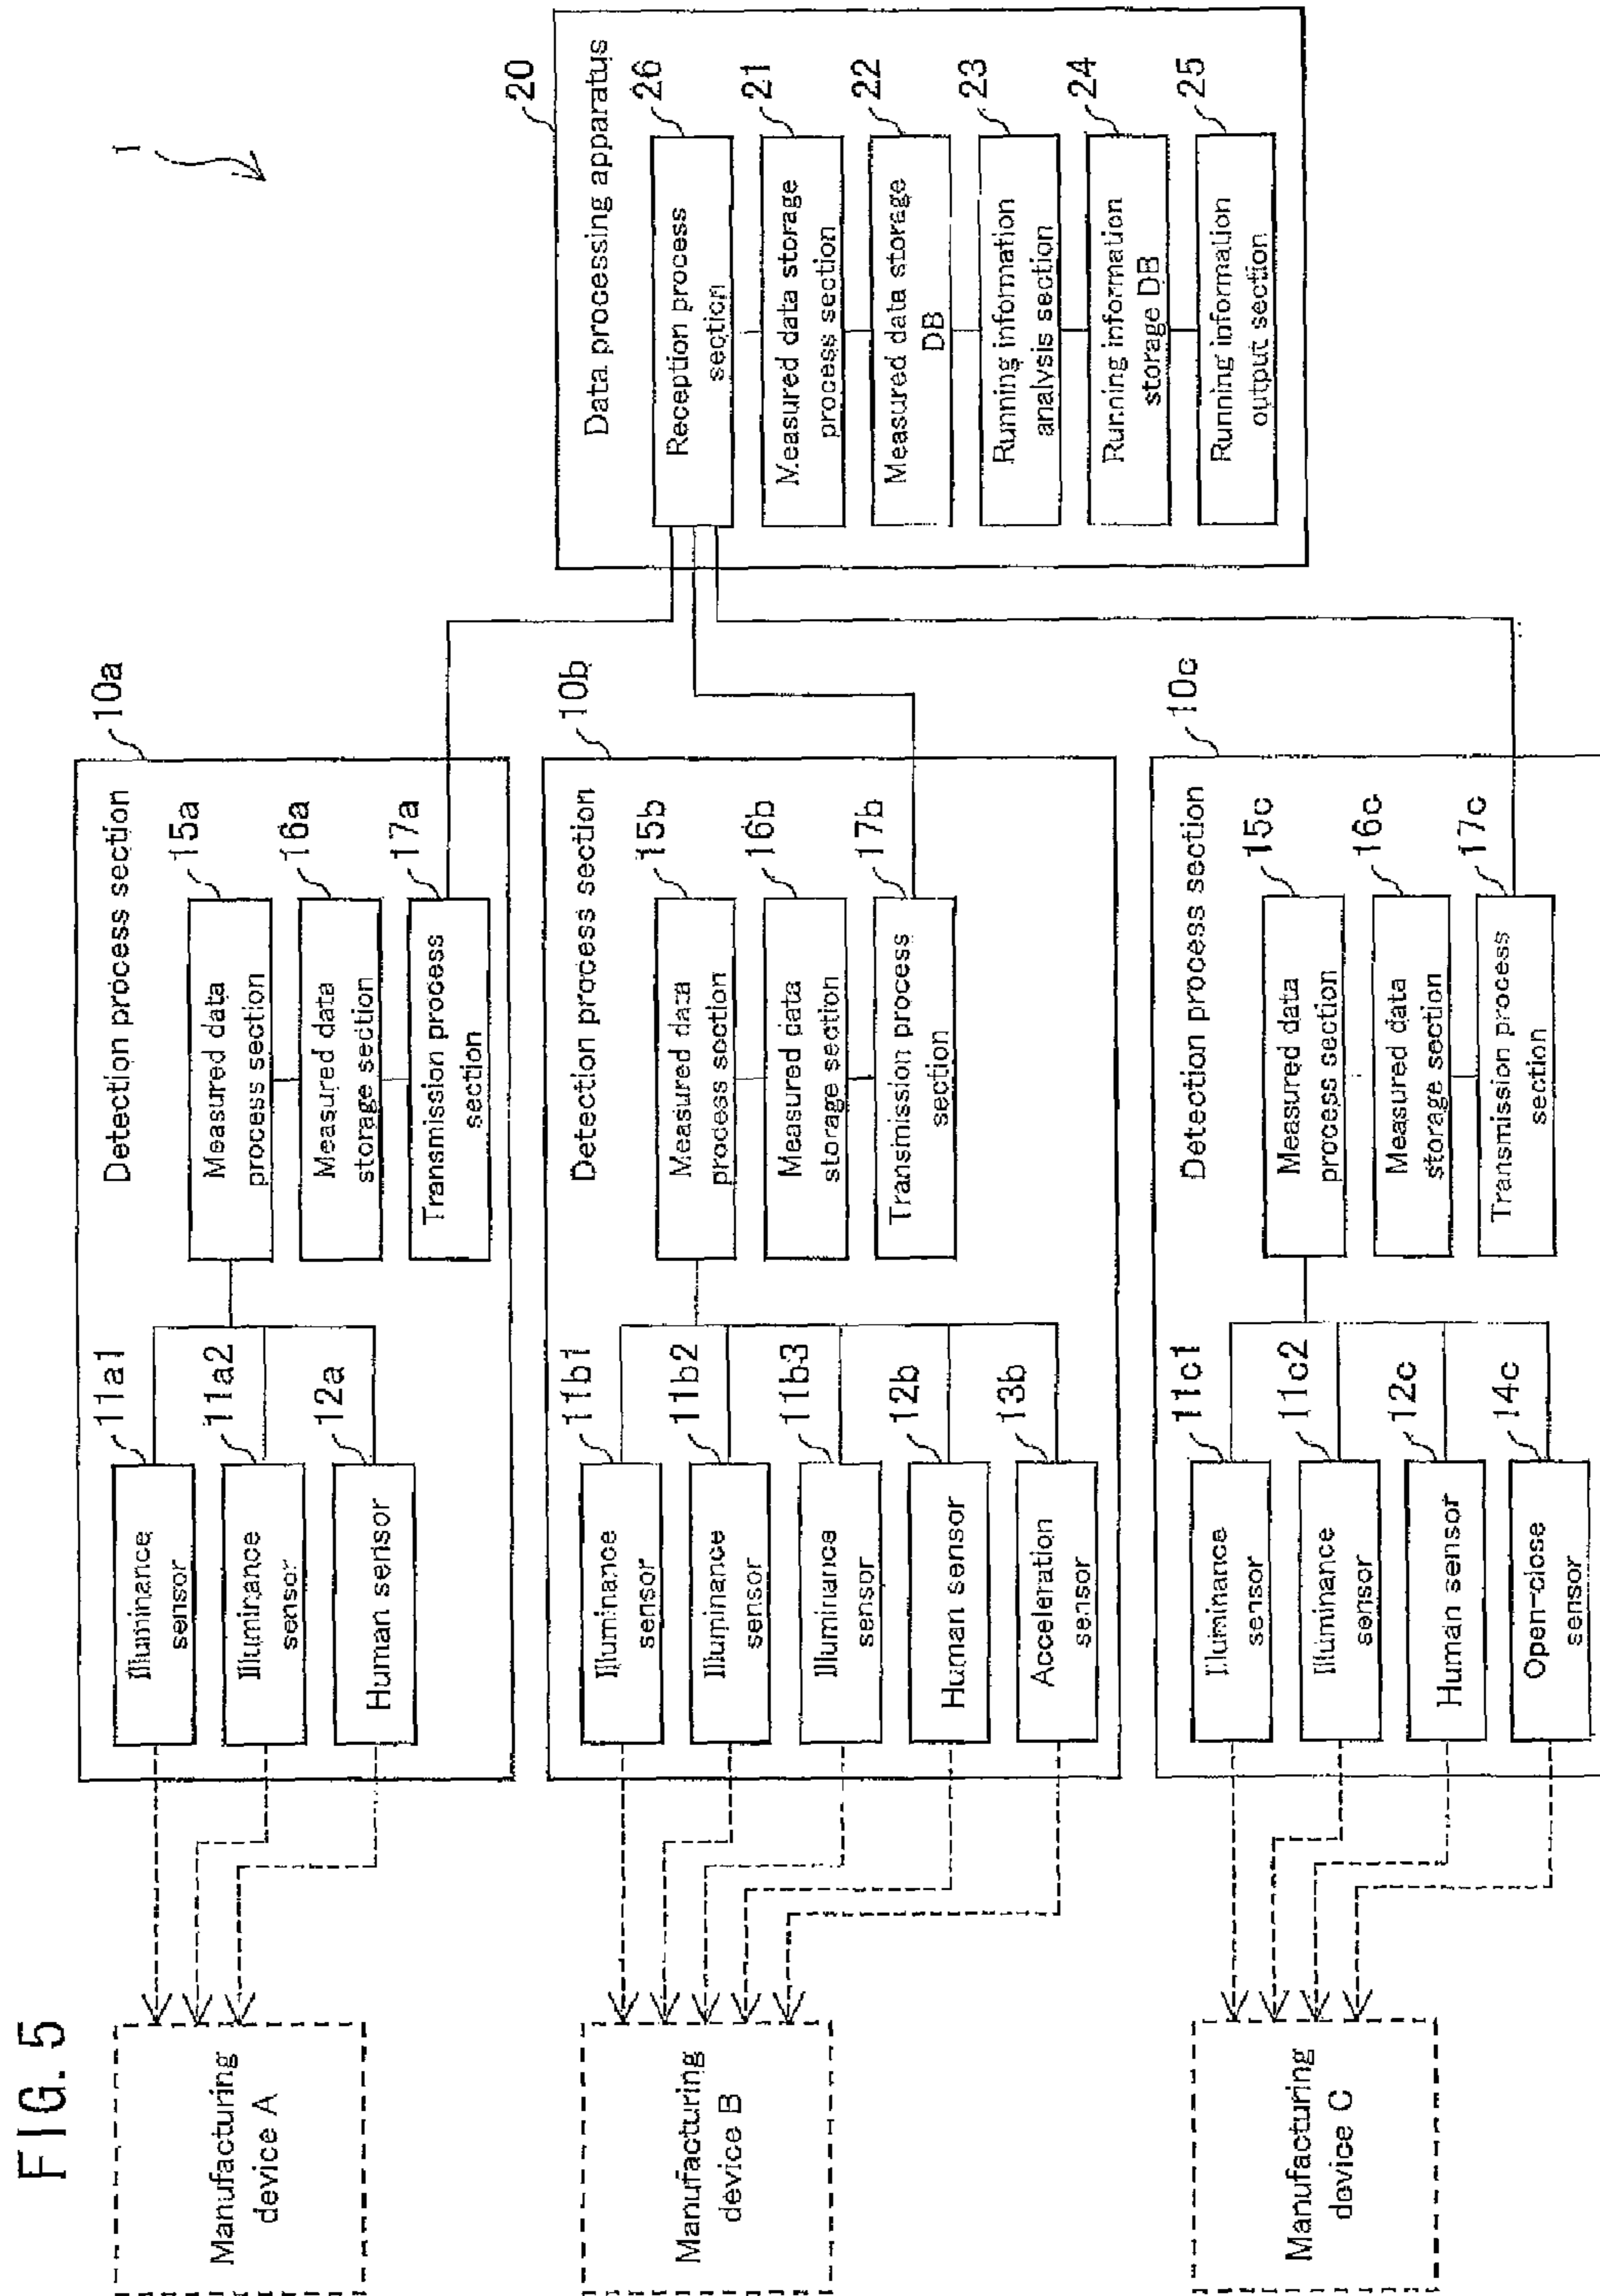 FIG. 5
1
Manufacturing
device A
Detection process section
10a
Illuminance
sensor
11a1
Illuminance
sensor
11a2
Human sensor
12a
Measured data
process section
15a
Measured data
storage section
16a
Transmission process
section
17a
Manufacturing
device B
Detection process section
10b
Illuminance
sensor
11b1
Illuminance
sensor
11b2
Illuminance
sensor
11b3
Human sensor
12b
Acceleration
sensor
13b
Measured data
process section
15b
Measured data
storage section
16b
Transmission process
section
17b
Manufacturing
device C
Detection process section
10c
Illuminance
sensor
11c1
Illuminance
sensor
11c2
Human sensor
12c
Open-close
sensor
14c
Measured data
process section
15c
Measured data
storage section
16c
Transmission process
section
17c
Data processing apparatus
20
Reception process
section
26
Measured data storage
process section
21
Measured data storage
DB
22
Running information
analysis section
23
Running information
storage DB
24
Running information
output section
25